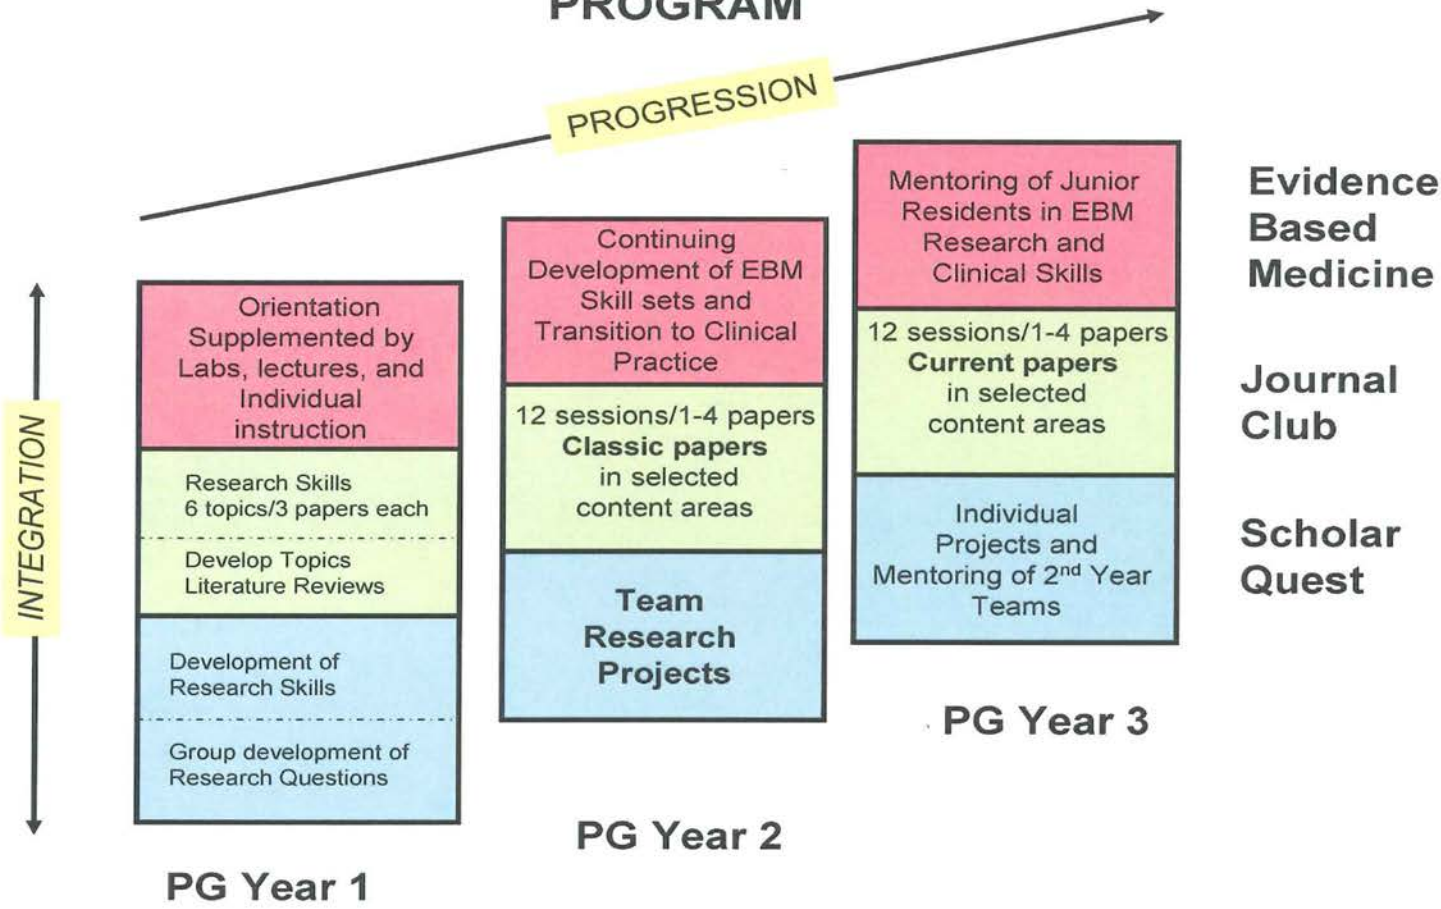 PROGRAM
PROGRESSION
INTEGRATION
Orientation
Supplemented by
Labs, lectures, and
Individual
instruction
Research Skills
6 topics/3 papers each
Develop Topics
Literature Reviews
Development of
Research Skills
Group development of
Research Questions
PG Year 1
Continuing
Development of EBM
Skill sets and
Transition to Clinical
Practice
12 sessions/1-4 papers
Classic papers
in selected
content areas
Team
Research
Projects
PG Year 2
Mentoring of Junior
Residents in EBM
Research and
Clinical Skills
12 sessions/1-4 papers
Current papers
in selected
content areas
Individual
Projects and
Mentoring of 2nd Year
Teams
PG Year 3
Evidence
Based
Medicine
Journal
Club
Scholar
Quest